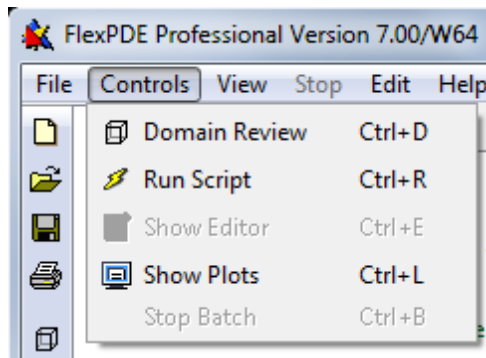 FlexPDE Professional Version 7.00/W64
File Controls View Stop Edit Help
Domain Review Ctrl+D
Run Script Ctrl+R
Show Editor Ctrl+E
Show Plots Ctrl+L
Stop Batch Ctrl+B